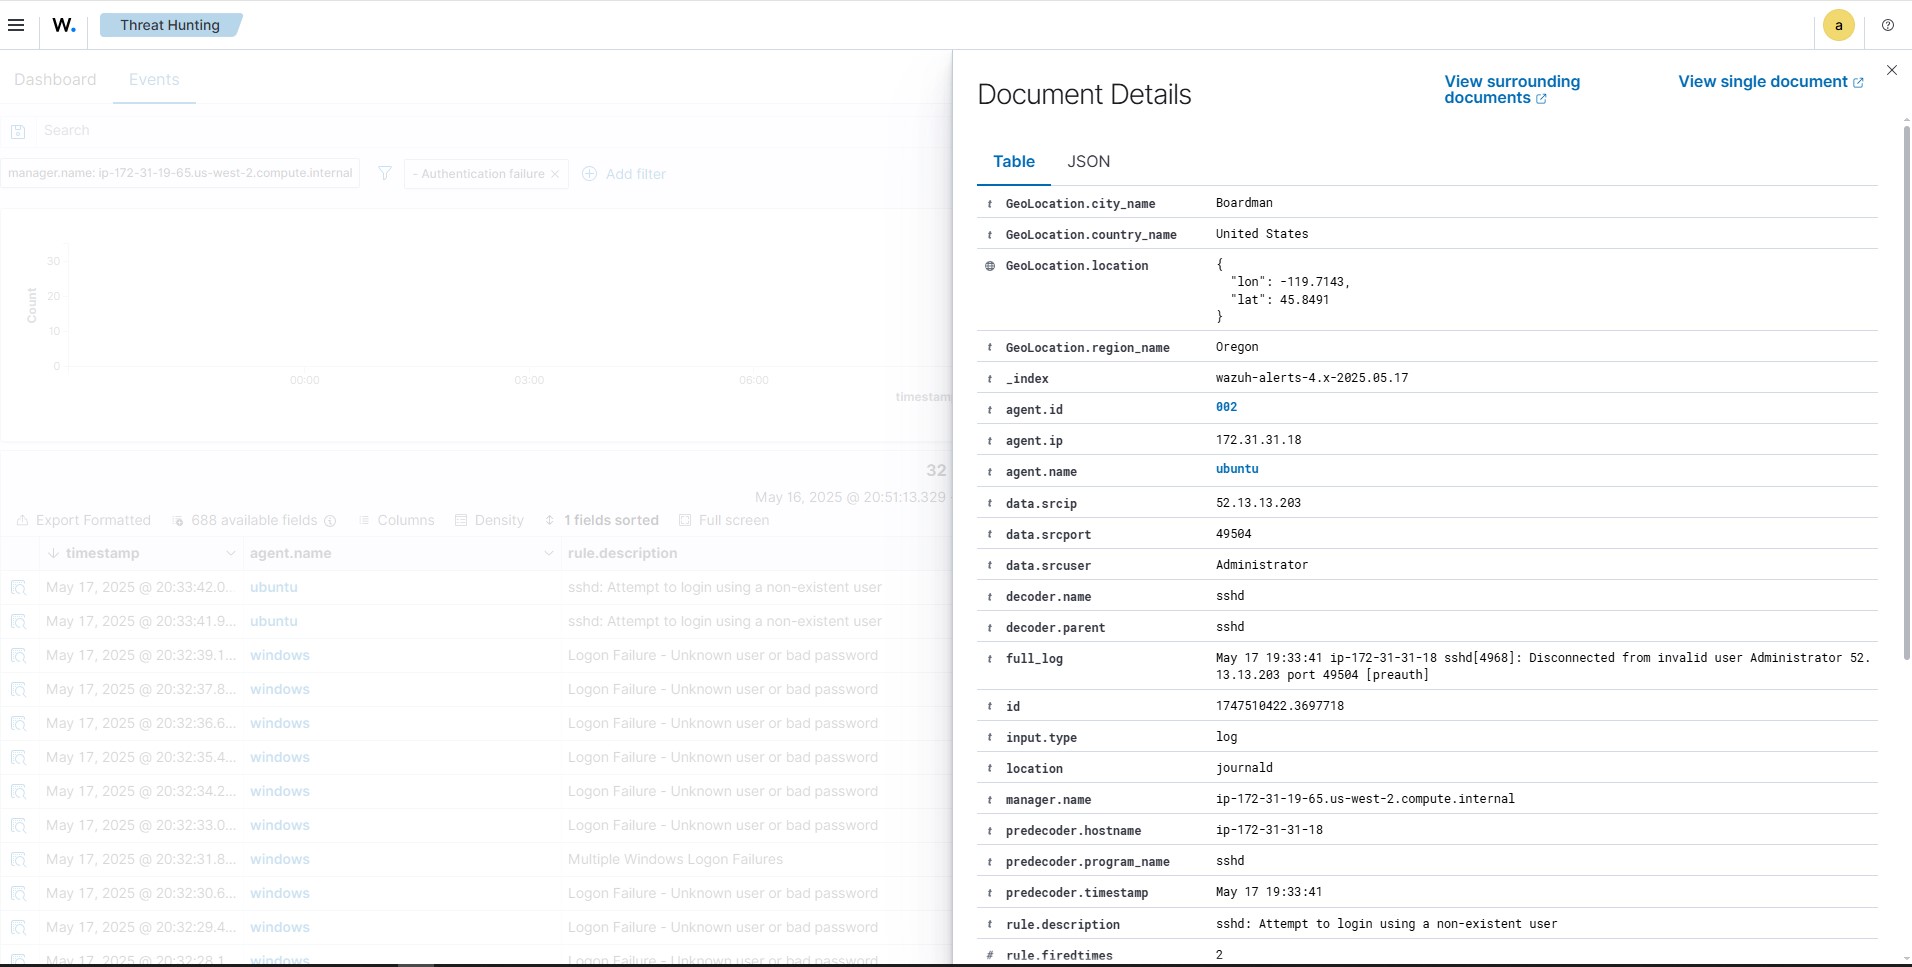 W.
Threat Hunting
a
Dashboard
Events
Search
manager.name: ip-172-31-19-65.us-west-2.compute.internal
- Authentication failure
Add filter
Count
30
20
10
0
00:00
03:00
06:00
timestam
32
May 16, 2025 @ 20:51:13.329
Export Formatted
688 available fields
Columns
Density
1 fields sorted
Full screen
timestamp agent.name rule.description
May 17, 2025 @ 20:33:42.0... ubuntu sshd: Attempt to login using a non-existent user
May 17, 2025 @ 20:33:41.9... ubuntu sshd: Attempt to login using a non-existent user
May 17, 2025 @ 20:32:39.1... windows Logon Failure - Unknown user or bad password
May 17, 2025 @ 20:32:37.8... windows Logon Failure - Unknown user or bad password
May 17, 2025 @ 20:32:36.6... windows Logon Failure - Unknown user or bad password
May 17, 2025 @ 20:32:35.4... windows Logon Failure - Unknown user or bad password
May 17, 2025 @ 20:32:34.2... windows Logon Failure - Unknown user or bad password
May 17, 2025 @ 20:32:33.0... windows Logon Failure - Unknown user or bad password
May 17, 2025 @ 20:32:31.8... windows Multiple Windows Logon Failures
May 17, 2025 @ 20:32:30.6... windows Logon Failure - Unknown user or bad password
May 17, 2025 @ 20:32:29.4... windows Logon Failure - Unknown user or bad password
May 17, 2025 @ 20:32:28.1... windows Logon Failure - Unknown user or bad password
Document Details
View surrounding
documents
View single document
Table
JSON
t GeoLocation.city_name Boardman
t GeoLocation.country_name United States
GeoLocation.location {
"lon": -119.7143,
"lat": 45.8491
}
t GeoLocation.region_name Oregon
t _index wazuh-alerts-4.x-2025.05.17
t agent.id 002
t agent.ip 172.31.31.18
t agent.name ubuntu
t data.srcip 52.13.13.203
t data.srcport 49504
t data.srcuser Administrator
t decoder.name sshd
t decoder.parent sshd
t full_log May 17 19:33:41 ip-172-31-31-18 sshd[4968]: Disconnected from invalid user Administrator 52.
13.13.203 port 49504 [preauth]
t id 1747510422.3697718
t input.type log
t location journald
t manager.name ip-172-31-19-65.us-west-2.compute.internal
t predecoder.hostname ip-172-31-31-18
t predecoder.program_name sshd
t predecoder.timestamp May 17 19:33:41
t rule.description sshd: Attempt to login using a non-existent user
# rule.firedtimes 2